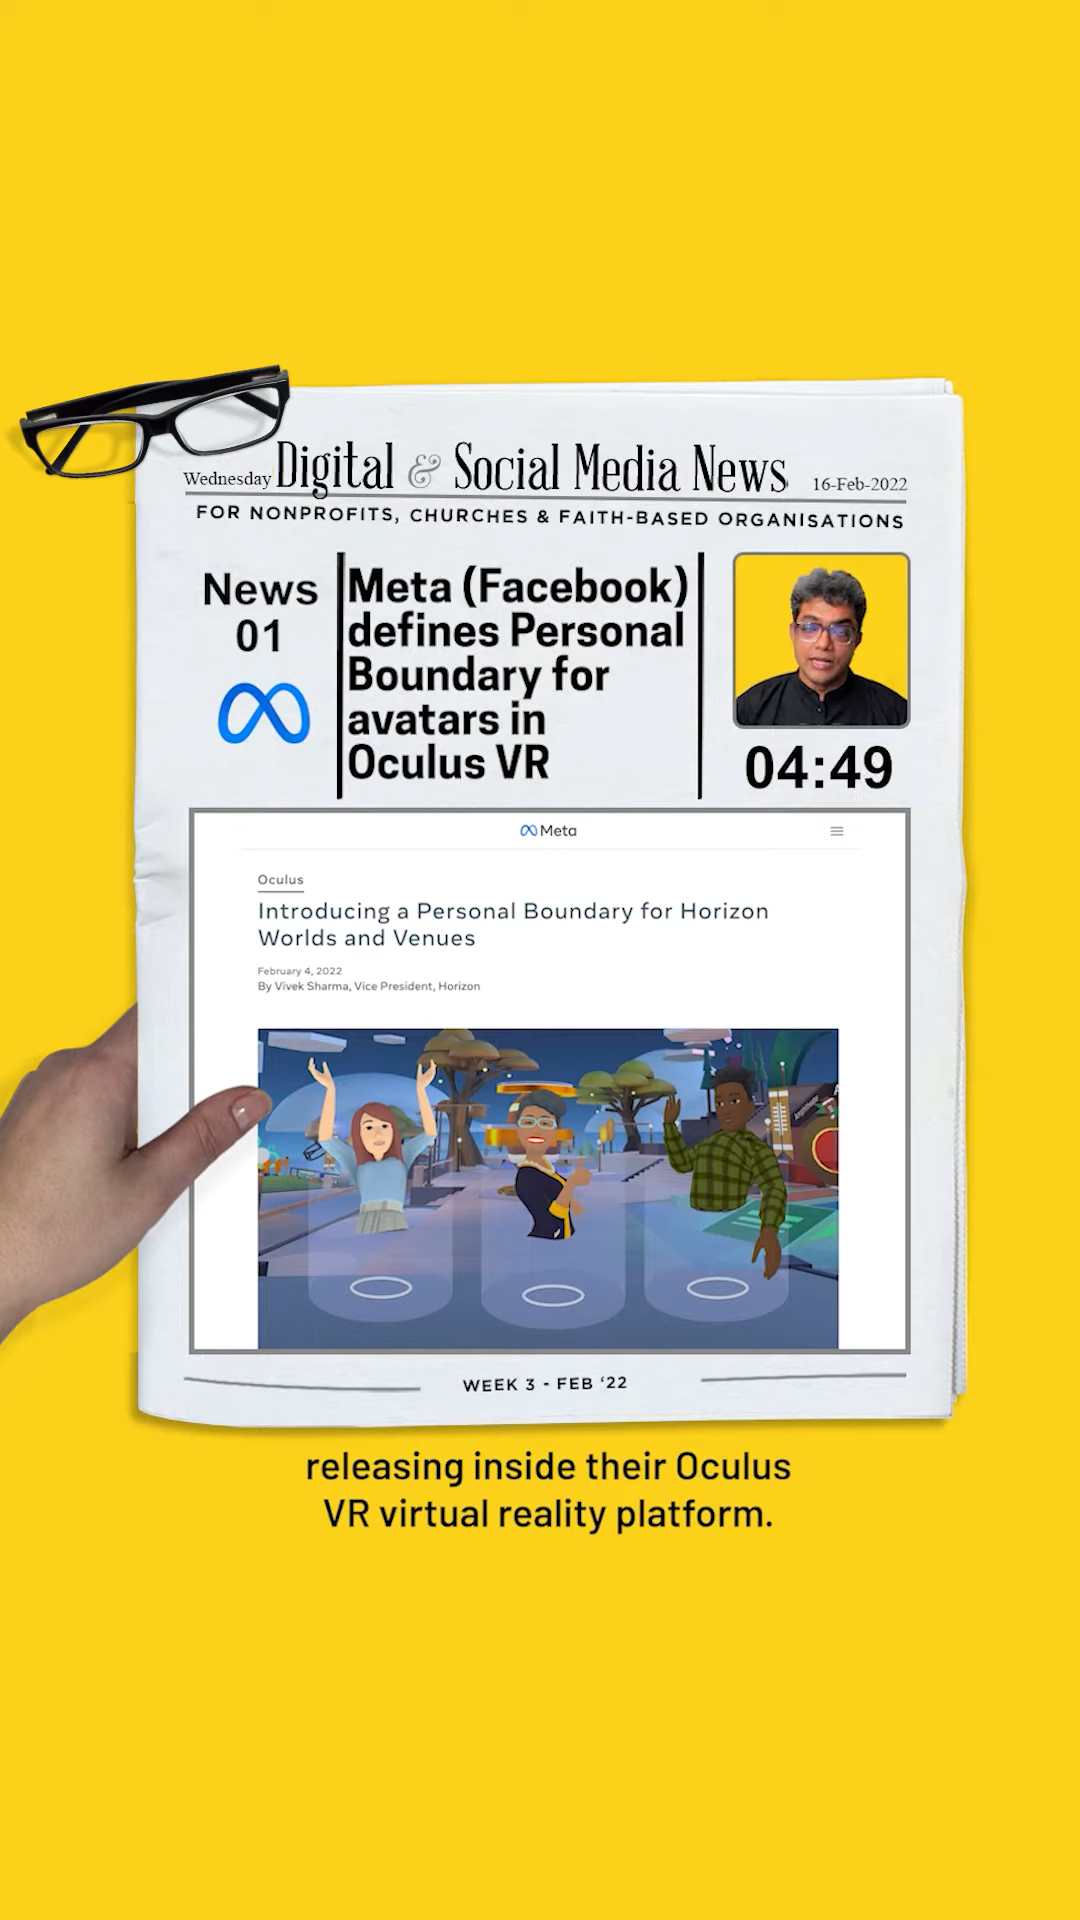 Wednesday Digital & Social Media News 16-Feb-2022
FOR NONPROFITS, CHURCHES & FAITH-BASED ORGANISATIONS
News
01
Meta (Facebook)
defines Personal
Boundary for
avatars in
Oculus VR
04:49
Meta
Oculus
Introducing a Personal Boundary for Horizon
Worlds and Venues
February 4, 2022
By Vivek Sharma, Vice President, Horizon
WEEK 3 - FEB ‘22
releasing inside their Oculus
VR virtual reality platform.